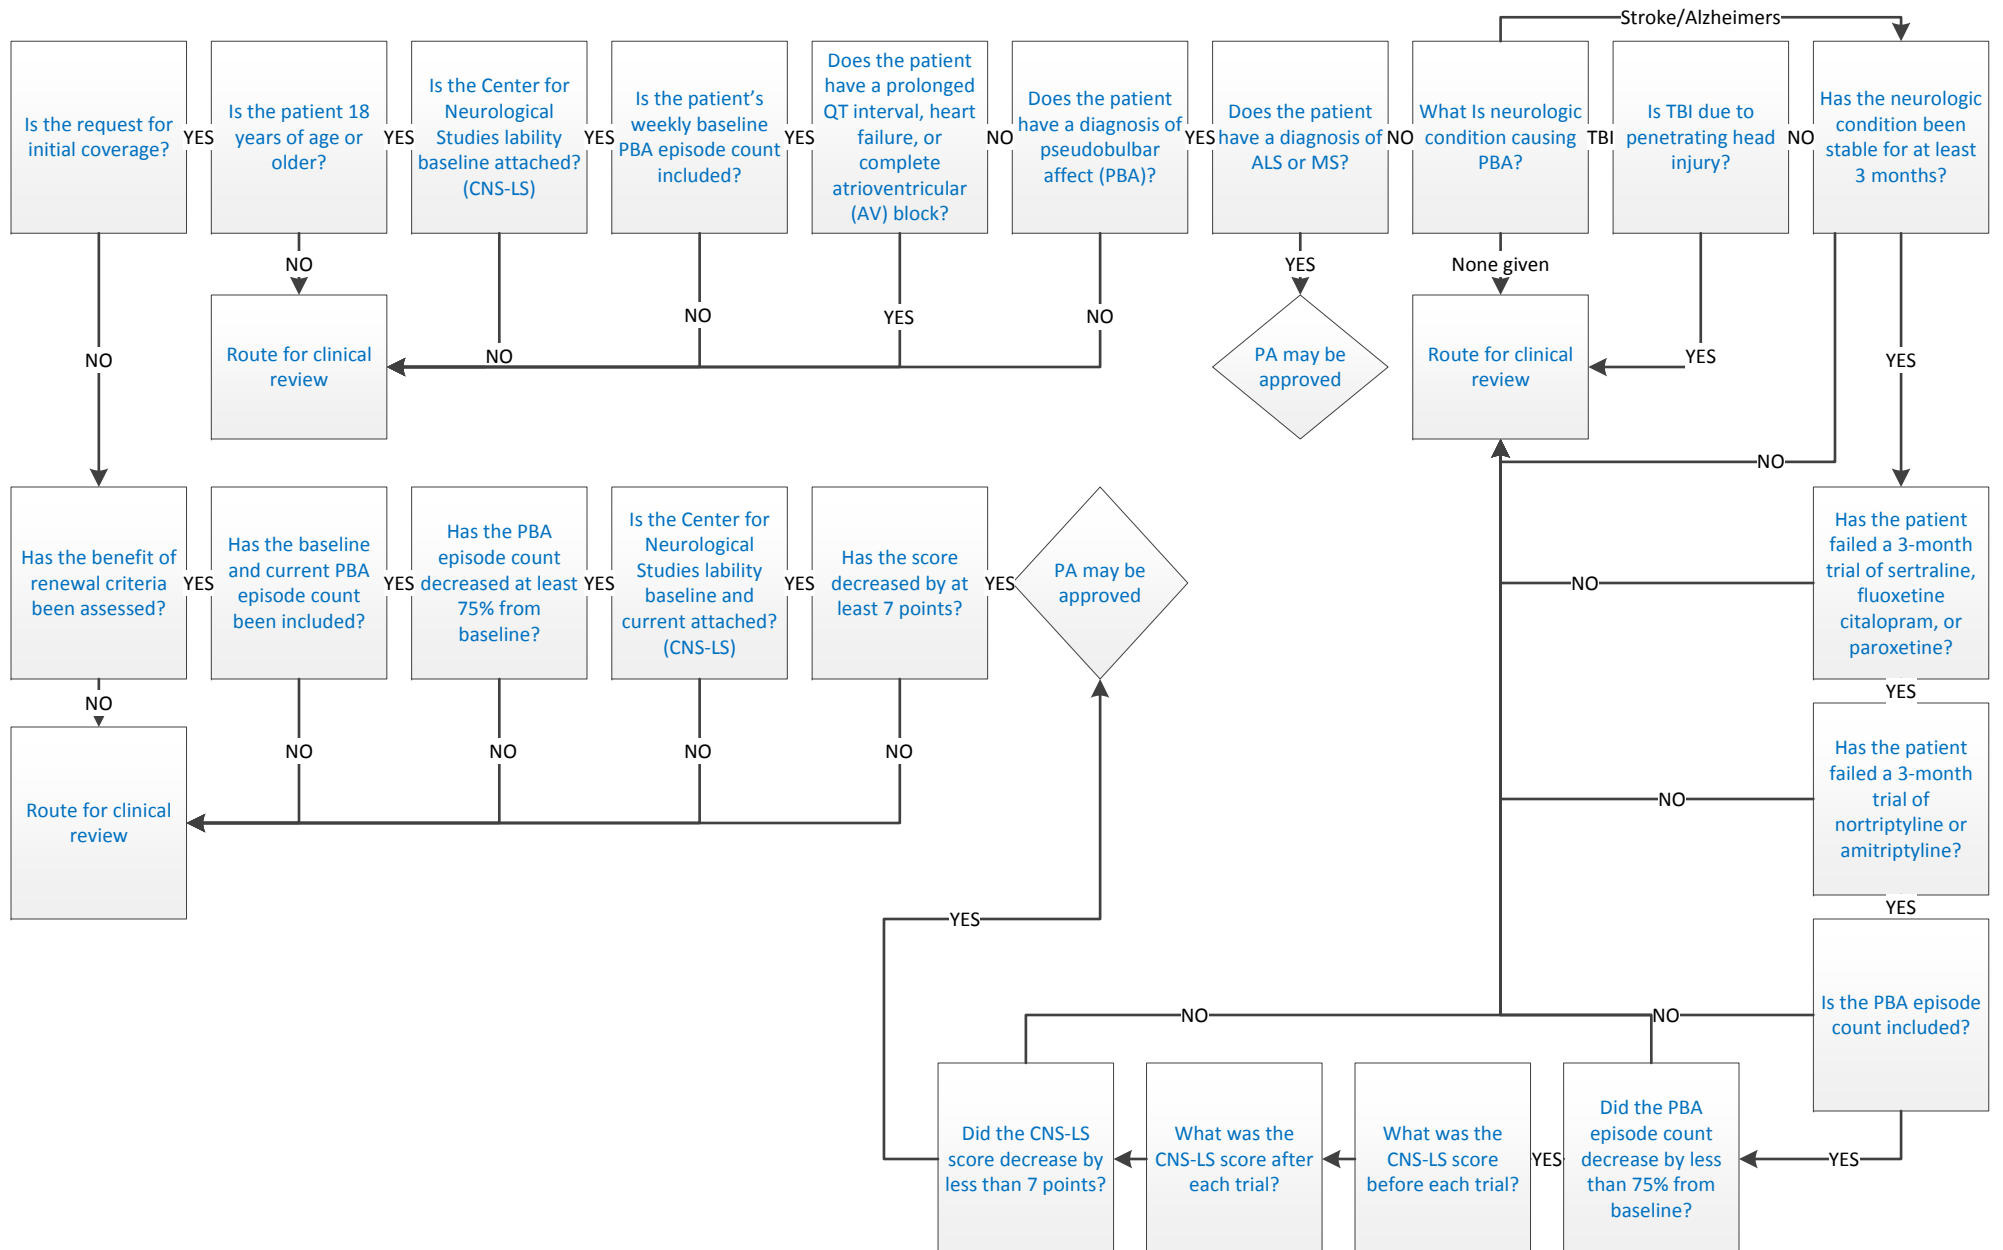 Stroke/Alzheimers
Is the request for
initial coverage?
YES
Is the patient 18
years of age or
older?
YES
Is the Center for
Neurological
Studies lability
baseline attached?
(CNS-LS)
YES
Is the patient’s
weekly baseline
PBA episode count
included?
YES
Does the patient
have a prolonged
QT interval, heart
failure, or
complete
atrioventricular
(AV) block?
NO
Does the patient
have a diagnosis of
pseudobulbar
affect (PBA)?
YES
Does the patient
have a diagnosis of
ALS or MS?
NO
What Is neurologic
condition causing
PBA?
TBI
Is TBI due to
penetrating head
injury?
NO
Has the neurologic
condition been
stable for at least
3 months?
NO
NO
NO
NO
YES
NO
YES
None given
YES
YES
NO
Route for clinical
review
PA may be
approved
Route for clinical
review
NO
Has the benefit of
renewal criteria
been assessed?
YES
Has the baseline
and current PBA
episode count
been included?
YES
Has the PBA
episode count
decreased at least
75% from
baseline?
YES
Is the Center for
Neurological
Studies lability
baseline and
current attached?
(CNS-LS)
YES
Has the score
decreased by at
least 7 points?
YES
PA may be
approved
NO
Has the patient
failed a 3-month
trial of sertraline,
fluoxetine
citalopram, or
paroxetine?
NO
YES
NO
NO
NO
NO
Route for clinical
review
NO
Has the patient
failed a 3-month
trial of
nortriptyline or
amitriptyline?
YES
YES
NO
NO
Is the PBA episode
count included?
Did the CNS-LS
score decrease by
less than 7 points?
What was the
CNS-LS score after
each trial?
What was the
CNS-LS score
before each trial?
YES
Did the PBA
episode count
decrease by less
than 75% from
baseline?
YES